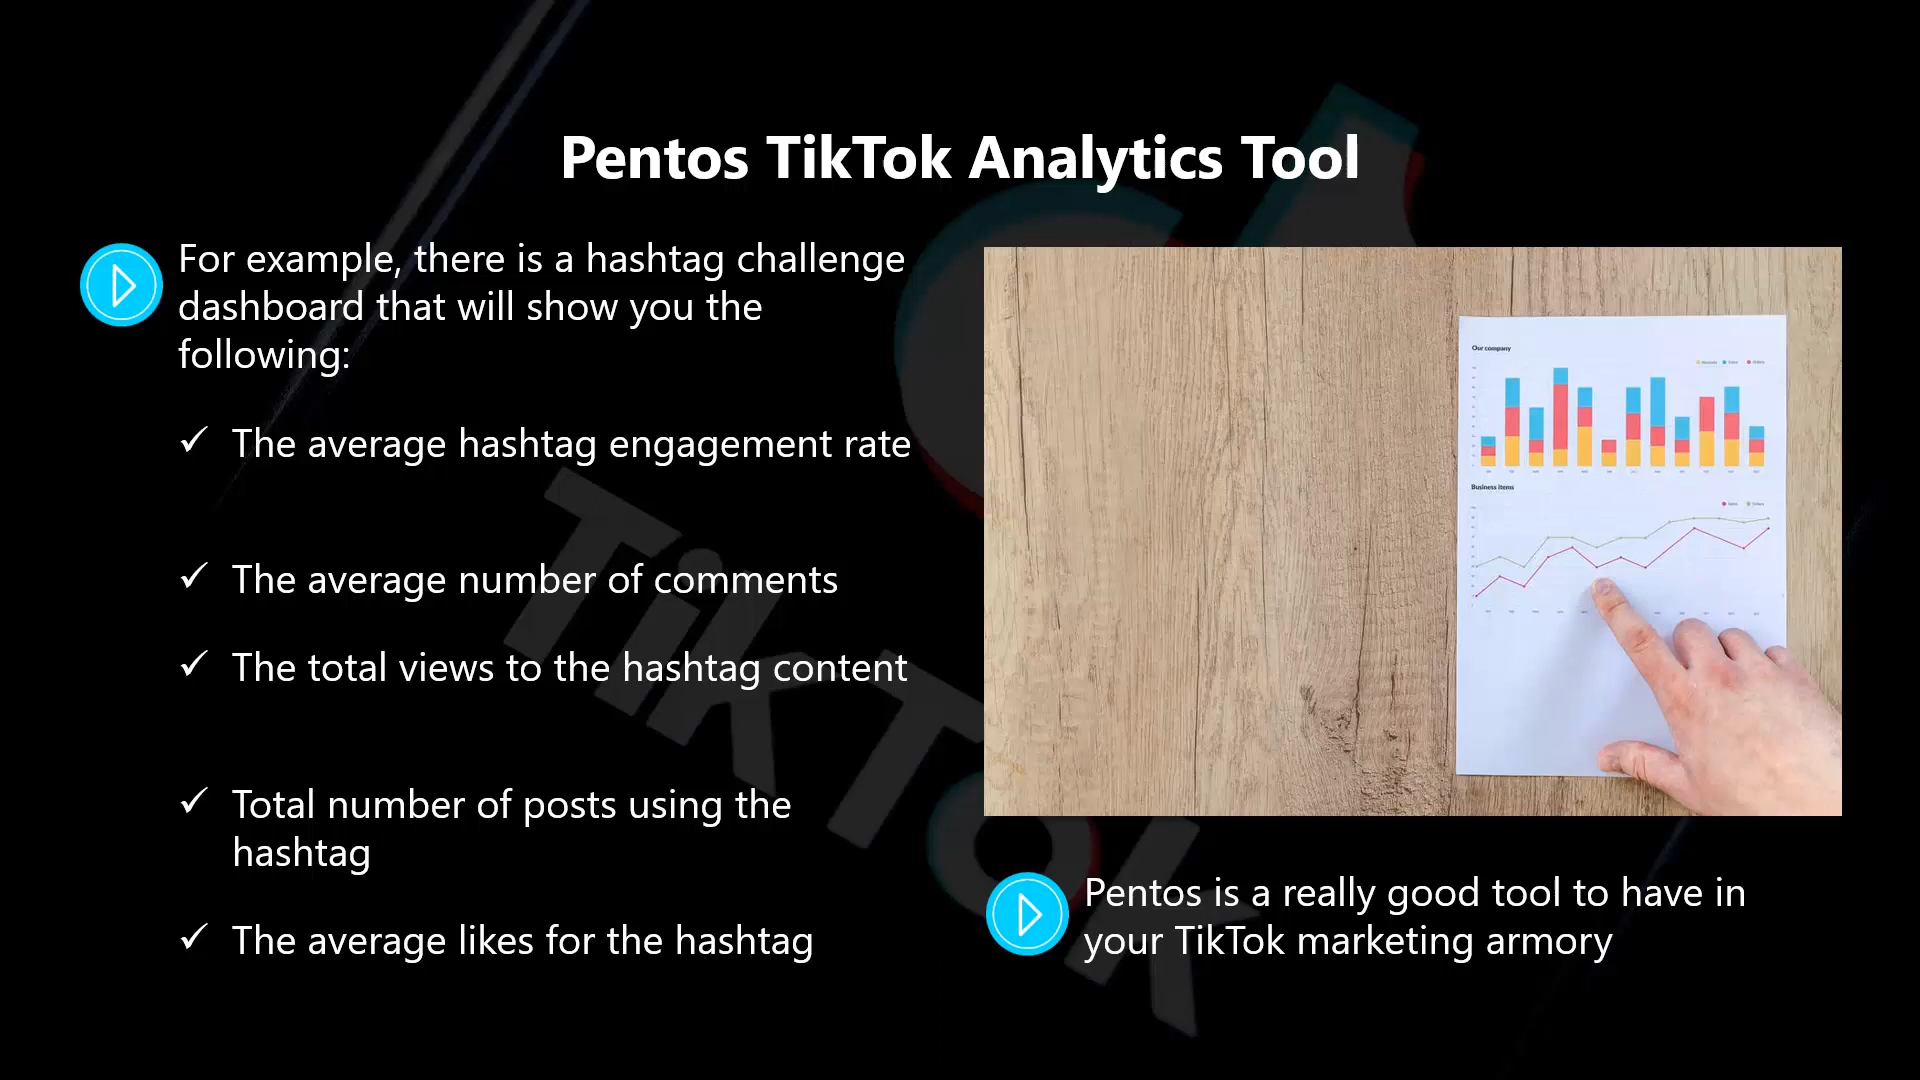 Pentos TikTok Analytics Tool
For example, there is a hashtag challenge
dashboard that will show you the
following:
✓ The average hashtag engagement rate
✓ The average number of comments
✓ The total views to the hashtag content
✓ Total number of posts using the
hashtag
✓ The average likes for the hashtag
Our company
Business items
Pentos is a really good tool to have in
your TikTok marketing armory
TikTok